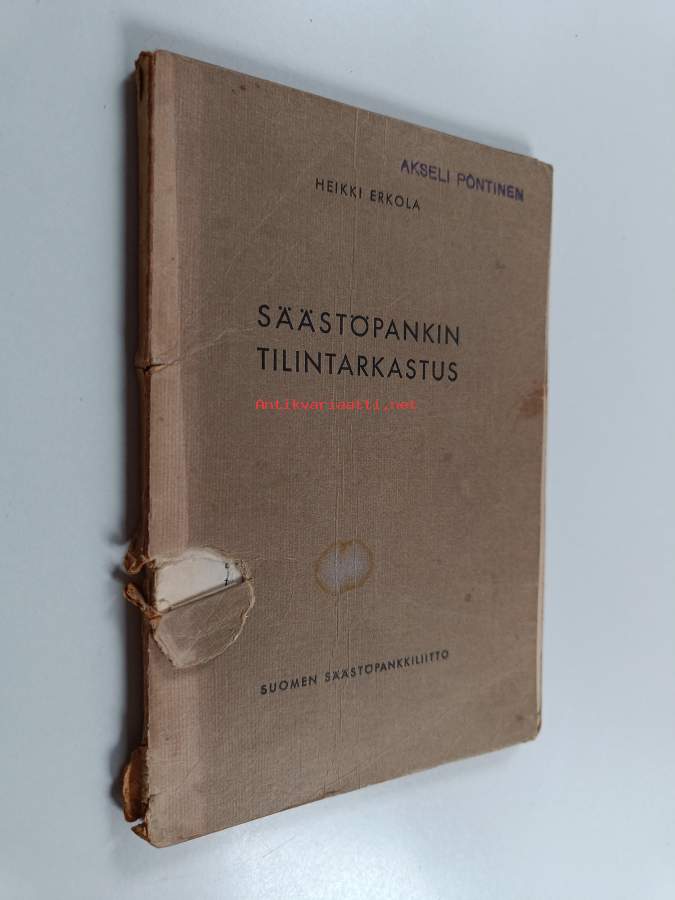 AKSELI PÖNTINEN
HEIKKI ERKOLA
SÄÄSTÖPANKIN
TILINTARKASTUS
Antikvariaatti.net
SUOMEN SÄÄSTÖPANKKILIITTO